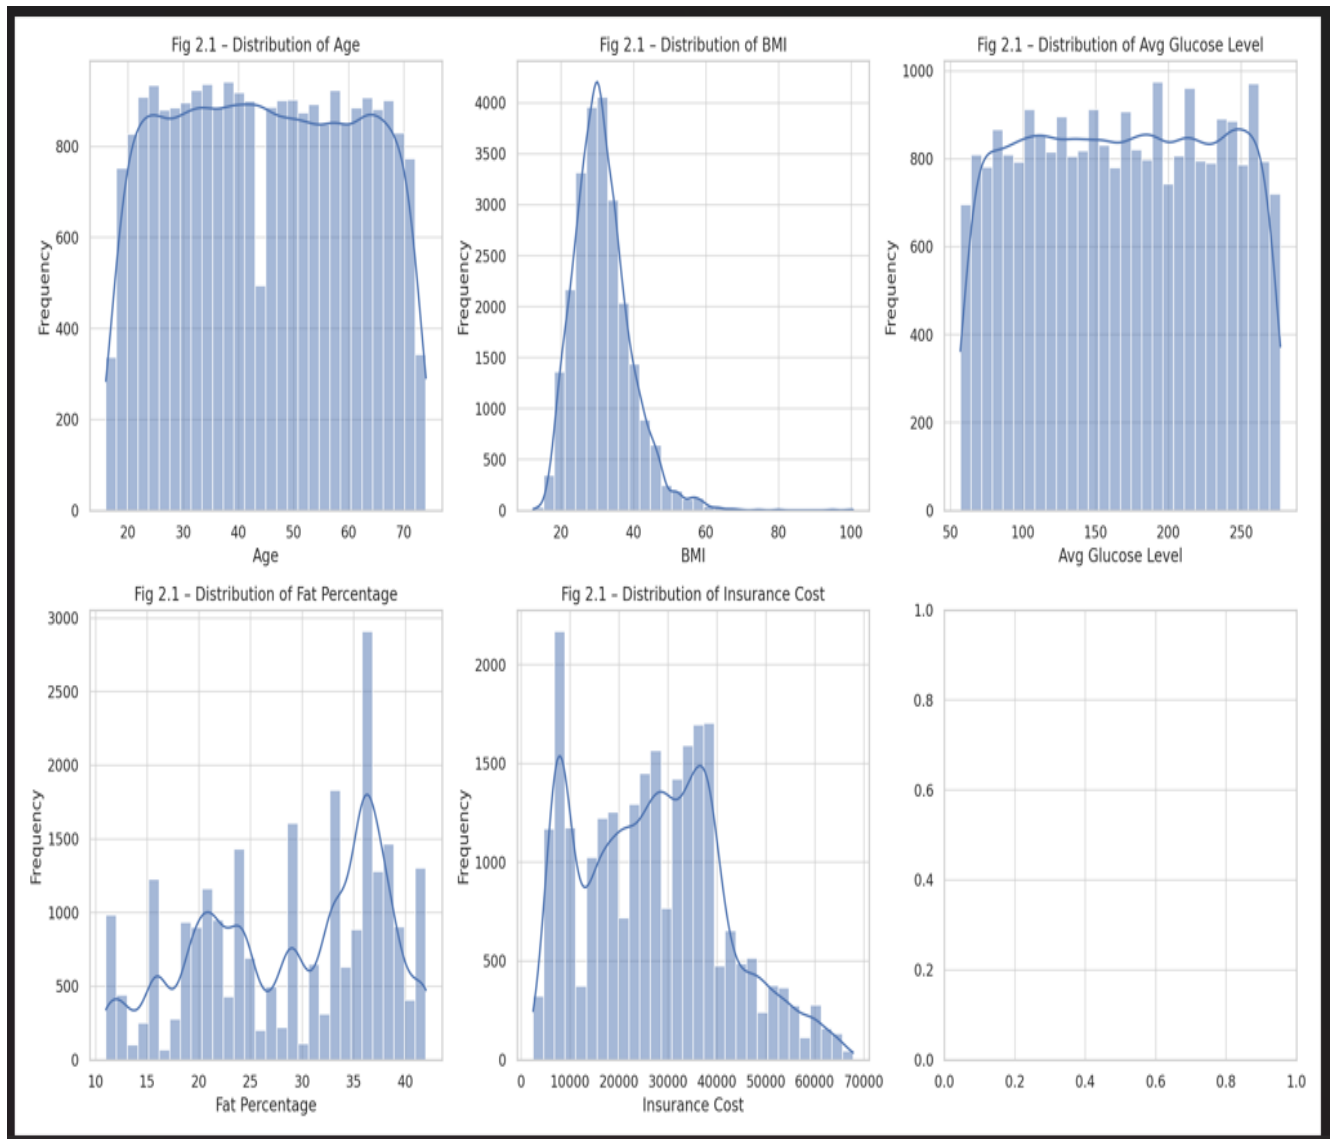 Fig 2.1 – Distribution of Age
800
600
400
200
0
Frequency
20 30 40 50 60 70
Age
Fig 2.1 – Distribution of BMI
4000
3500
3000
2500
2000
1500
1000
500
0
Frequency
20 40 60 80 100
BMI
Fig 2.1 – Distribution of Avg Glucose Level
1000
800
600
400
200
0
Frequency
50 100 150 200 250
Avg Glucose Level
Fig 2.1 – Distribution of Fat Percentage
3000
2500
2000
1500
1000
500
0
Frequency
10 15 20 25 30 35 40
Fat Percentage
Fig 2.1 – Distribution of Insurance Cost
2000
1500
1000
500
0
Frequency
0 10000 20000 30000 40000 50000 60000 70000
Insurance Cost
1.0
0.8
0.6
0.4
0.2
0.0
0.0 0.2 0.4 0.6 0.8 1.0